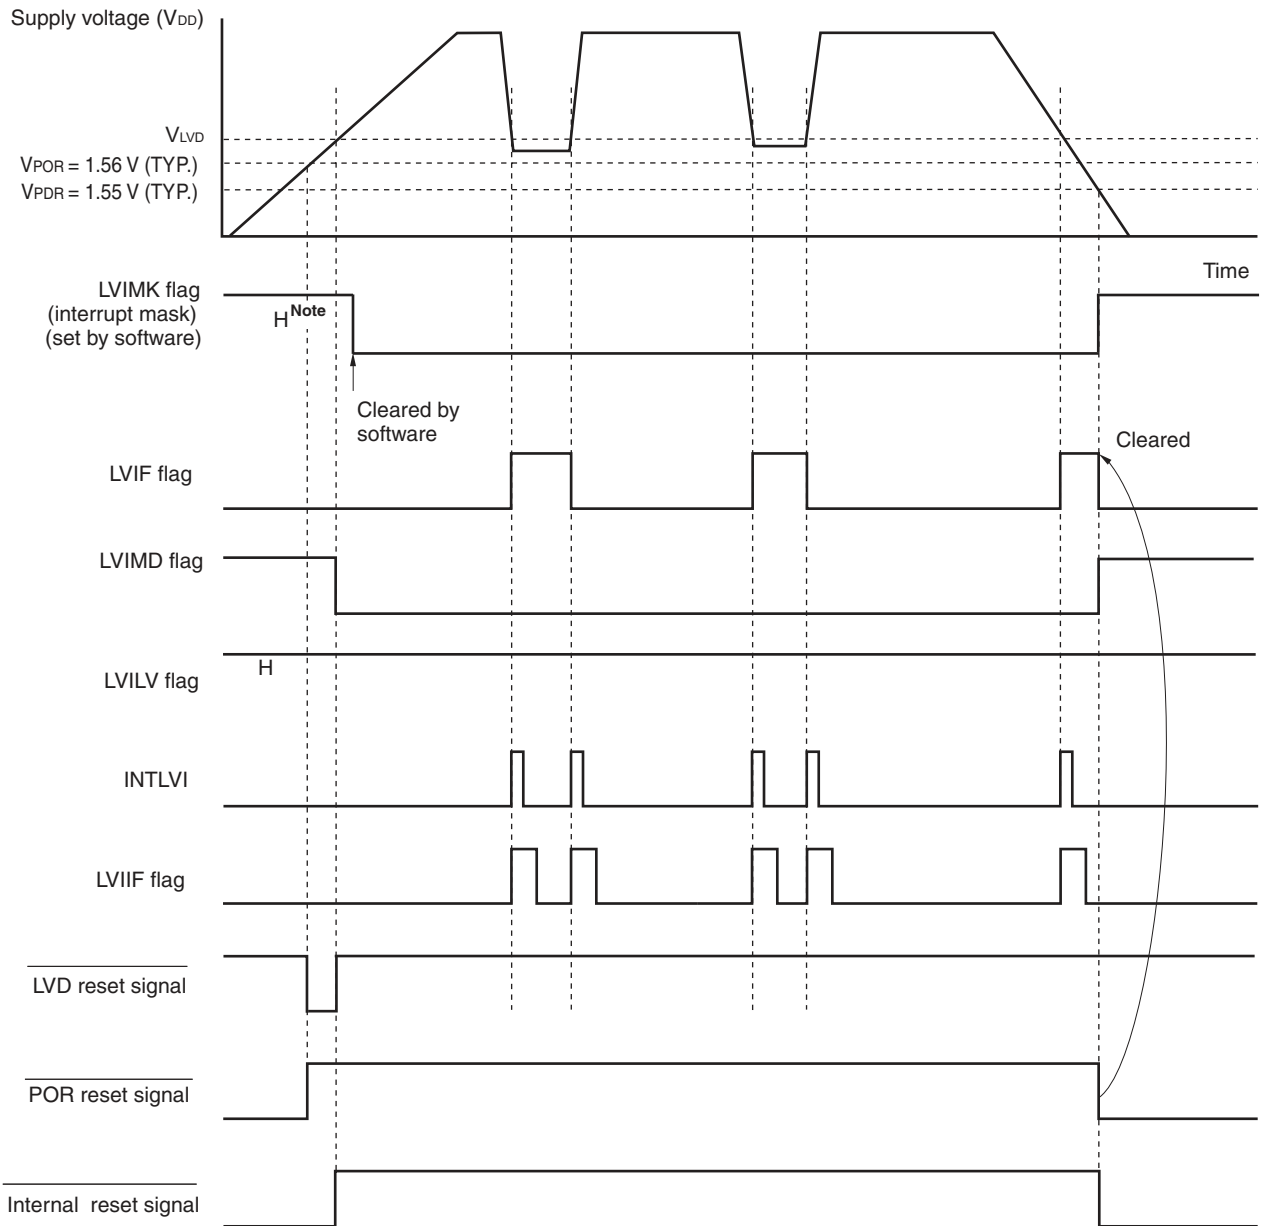 Supply voltage (VDD)
VLVD
VPOR = 1.56 V (TYP.)
VPDR = 1.55 V (TYP.)
Time
LVIMK flag
(interrupt mask)
(set by software)
H Note
Cleared by
software
Cleared
LVIF flag
LVIMD flag
H
LVILV flag
INTLVI
LVIIF flag
LVD reset signal
POR reset signal
Internal reset signal